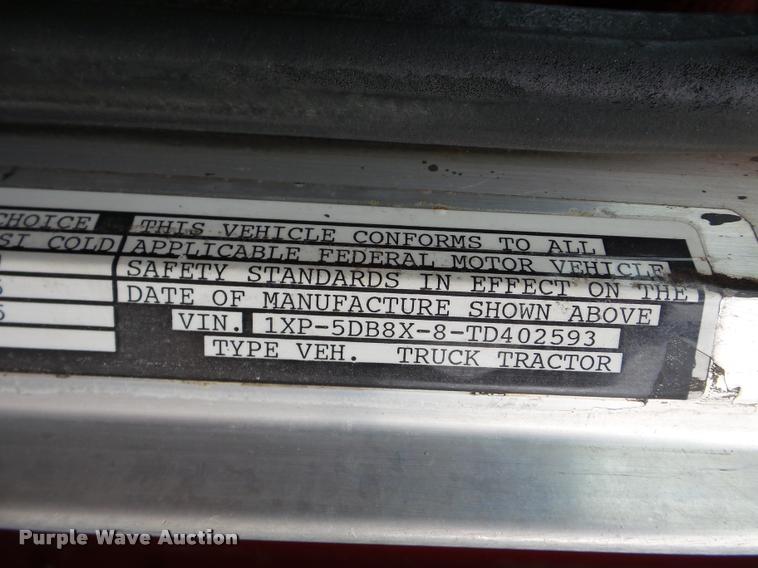 CHOICE
SI COLD
THIS VEHICLE CONFORMS TO ALL
APPLICABLE FEDERAL MOTOR VEHICLE
SAFETY STANDARDS IN EFFECT ON THE
DATE OF MANUFACTURE SHOWN ABOVE
VIN. 1XP-5DB8X-8-TD402593
TYPE VEH. TRUCK TRACTOR
Purple Wave Auction